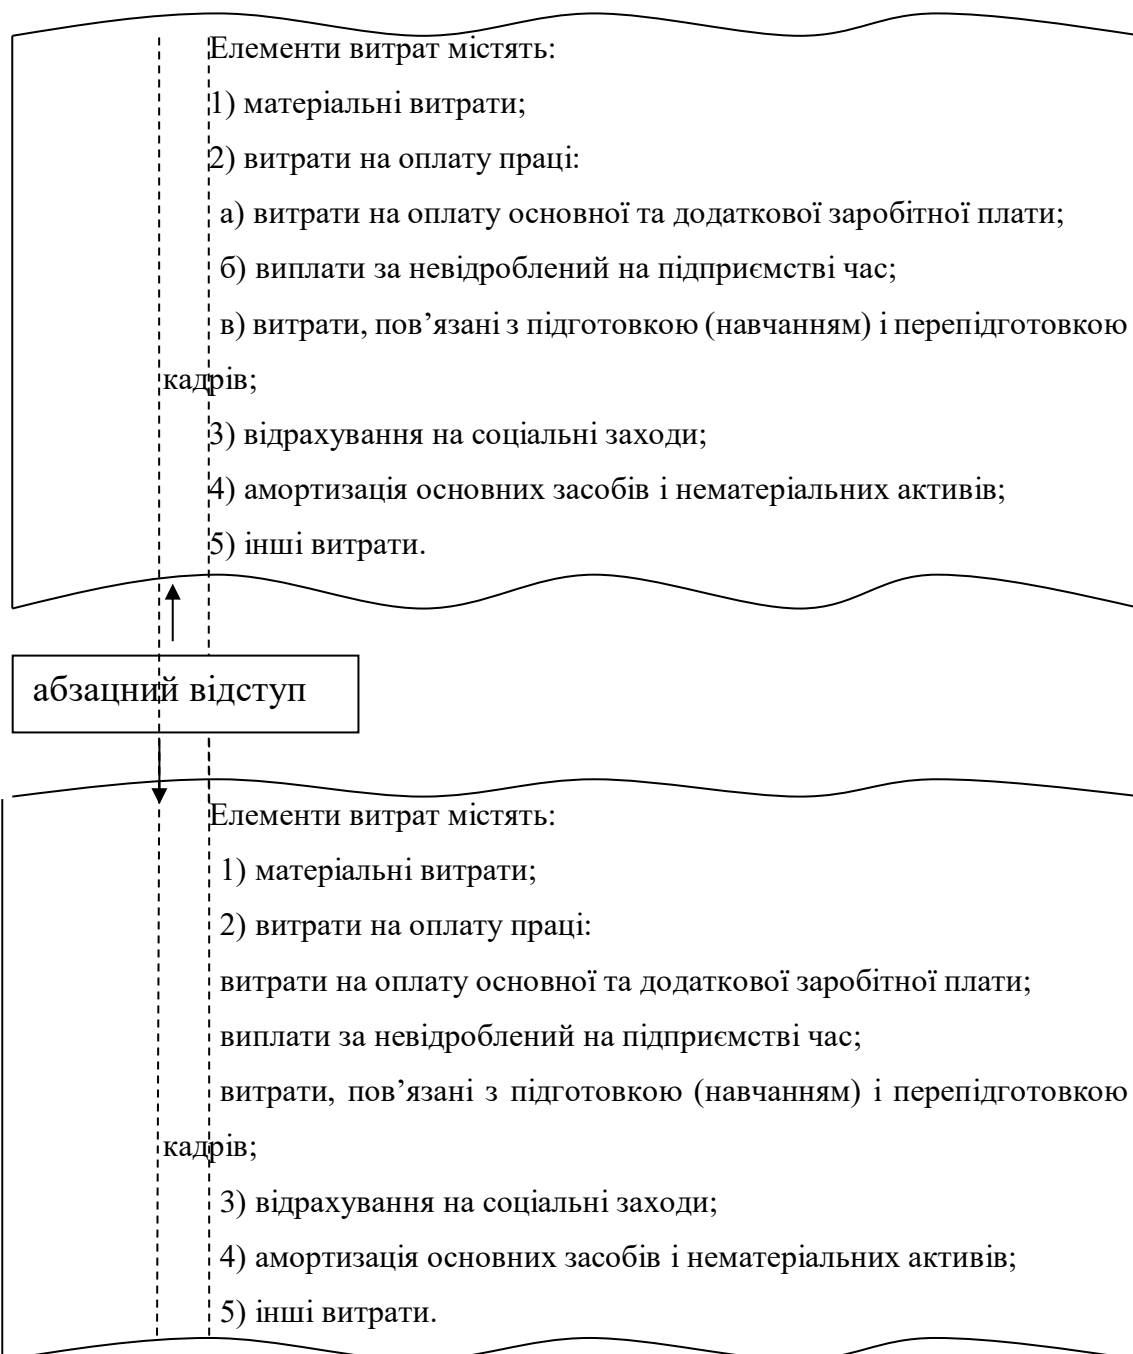 Елементи витрат містять:
1) матеріальні витрати;
2) витрати на оплату праці:
а) витрати на оплату основної та додаткової заробітної плати;
б) виплати за невідроблений на підприємстві час;
в) витрати, пов’язані з підготовкою (навчанням) і перепідготовкою
кадрів;
3) відрахування на соціальні заходи;
4) амортизація основних засобів і нематеріальних активів;
5) інші витрати.
абзацний відступ
Елементи витрат містять:
1) матеріальні витрати;
2) витрати на оплату праці:
витрати на оплату основної та додаткової заробітної плати;
виплати за невідроблений на підприємстві час;
витрати, пов’язані з підготовкою (навчанням) і перепідготовкою
кадрів;
3) відрахування на соціальні заходи;
4) амортизація основних засобів і нематеріальних активів;
5) інші витрати.